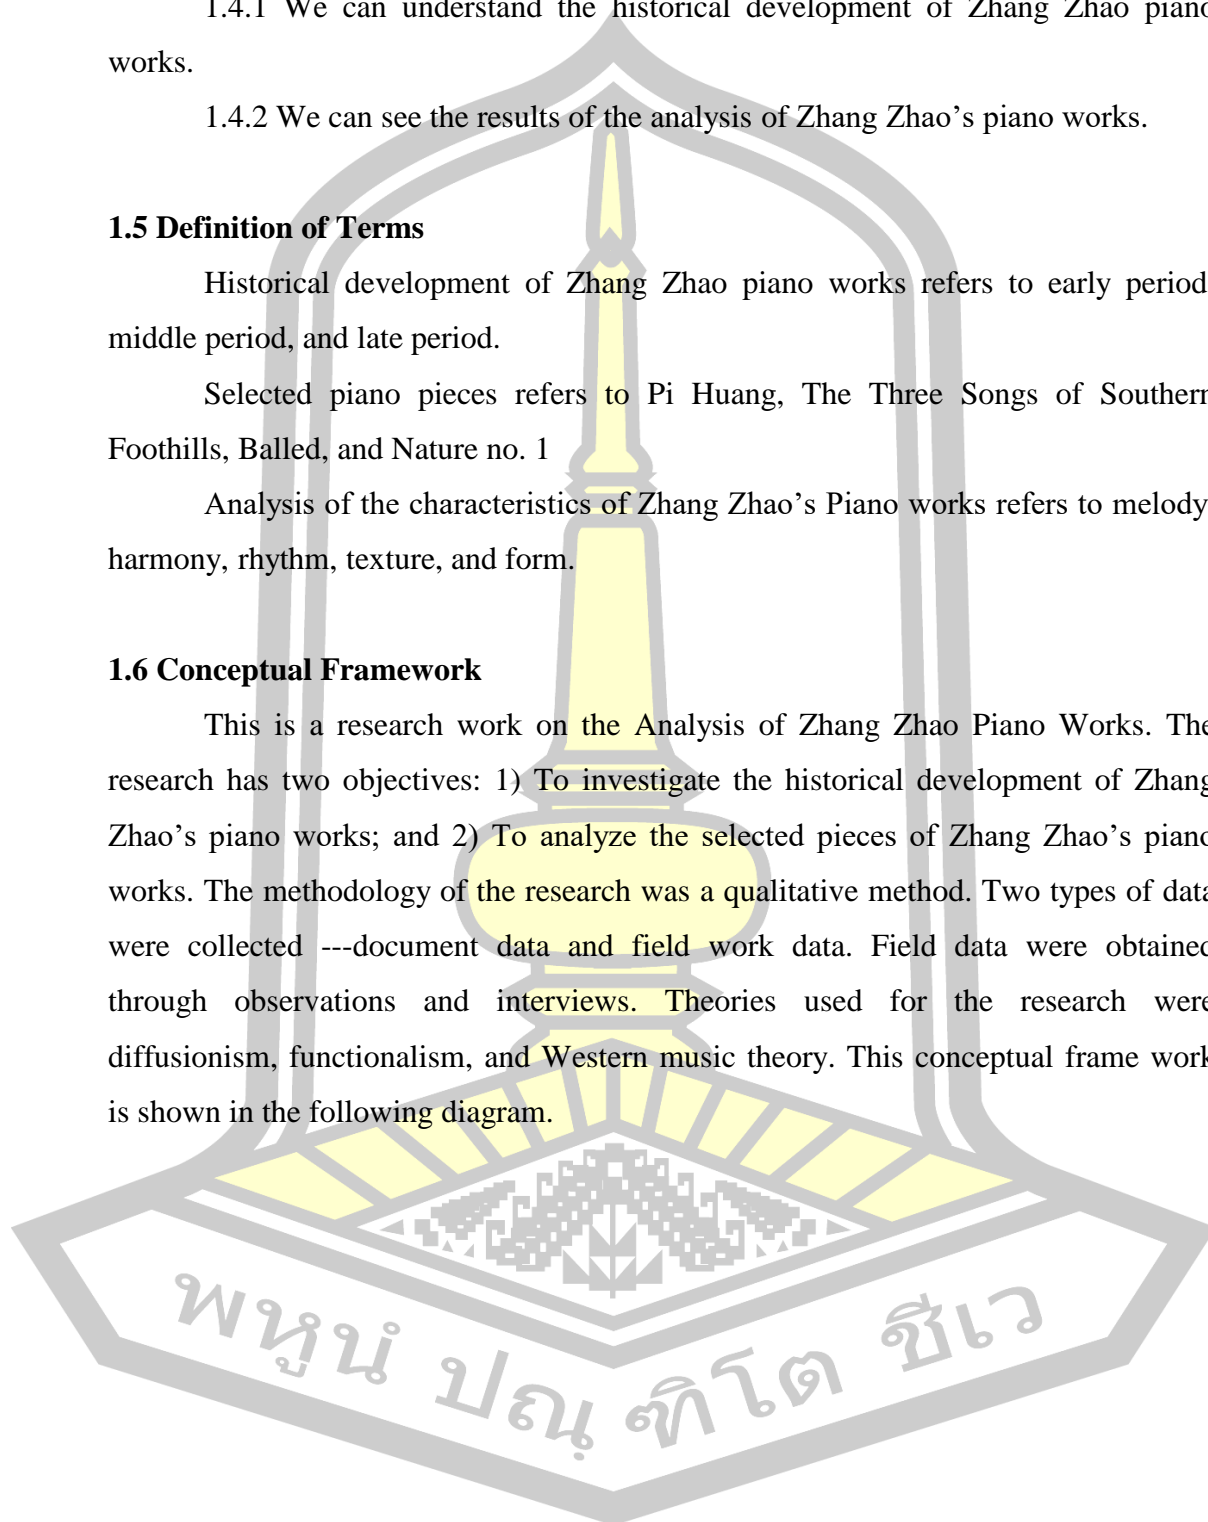 1.4.1 We can understand the historical development of Zhang Zhao piano
works.
1.4.2 We can see the results of the analysis of Zhang Zhao’s piano works.
1.5 Definition of Terms
Historical development of Zhang Zhao piano works refers to early period
middle period, and late period.
Selected piano pieces refers to Pi Huang, The Three Songs of Southern
Foothills, Balled, and Nature no. 1
Analysis of the characteristics of Zhang Zhao’s Piano works refers to melody
harmony, rhythm, texture, and form.
1.6 Conceptual Framework
This is a research work on the Analysis of Zhang Zhao Piano Works. The
research has two objectives: 1) To investigate the historical development of Zhang
Zhao’s piano works; and 2) To analyze the selected pieces of Zhang Zhao’s piano
works. The methodology of the research was a qualitative method. Two types of data
were collected ---document data and field work data. Field data were obtained
through observations and interviews. Theories used for the research were
diffusionism, functionalism, and Western music theory. This conceptual frame work
is shown in the following diagram.
พหูนํ ปณฺฑิโต ชีเว